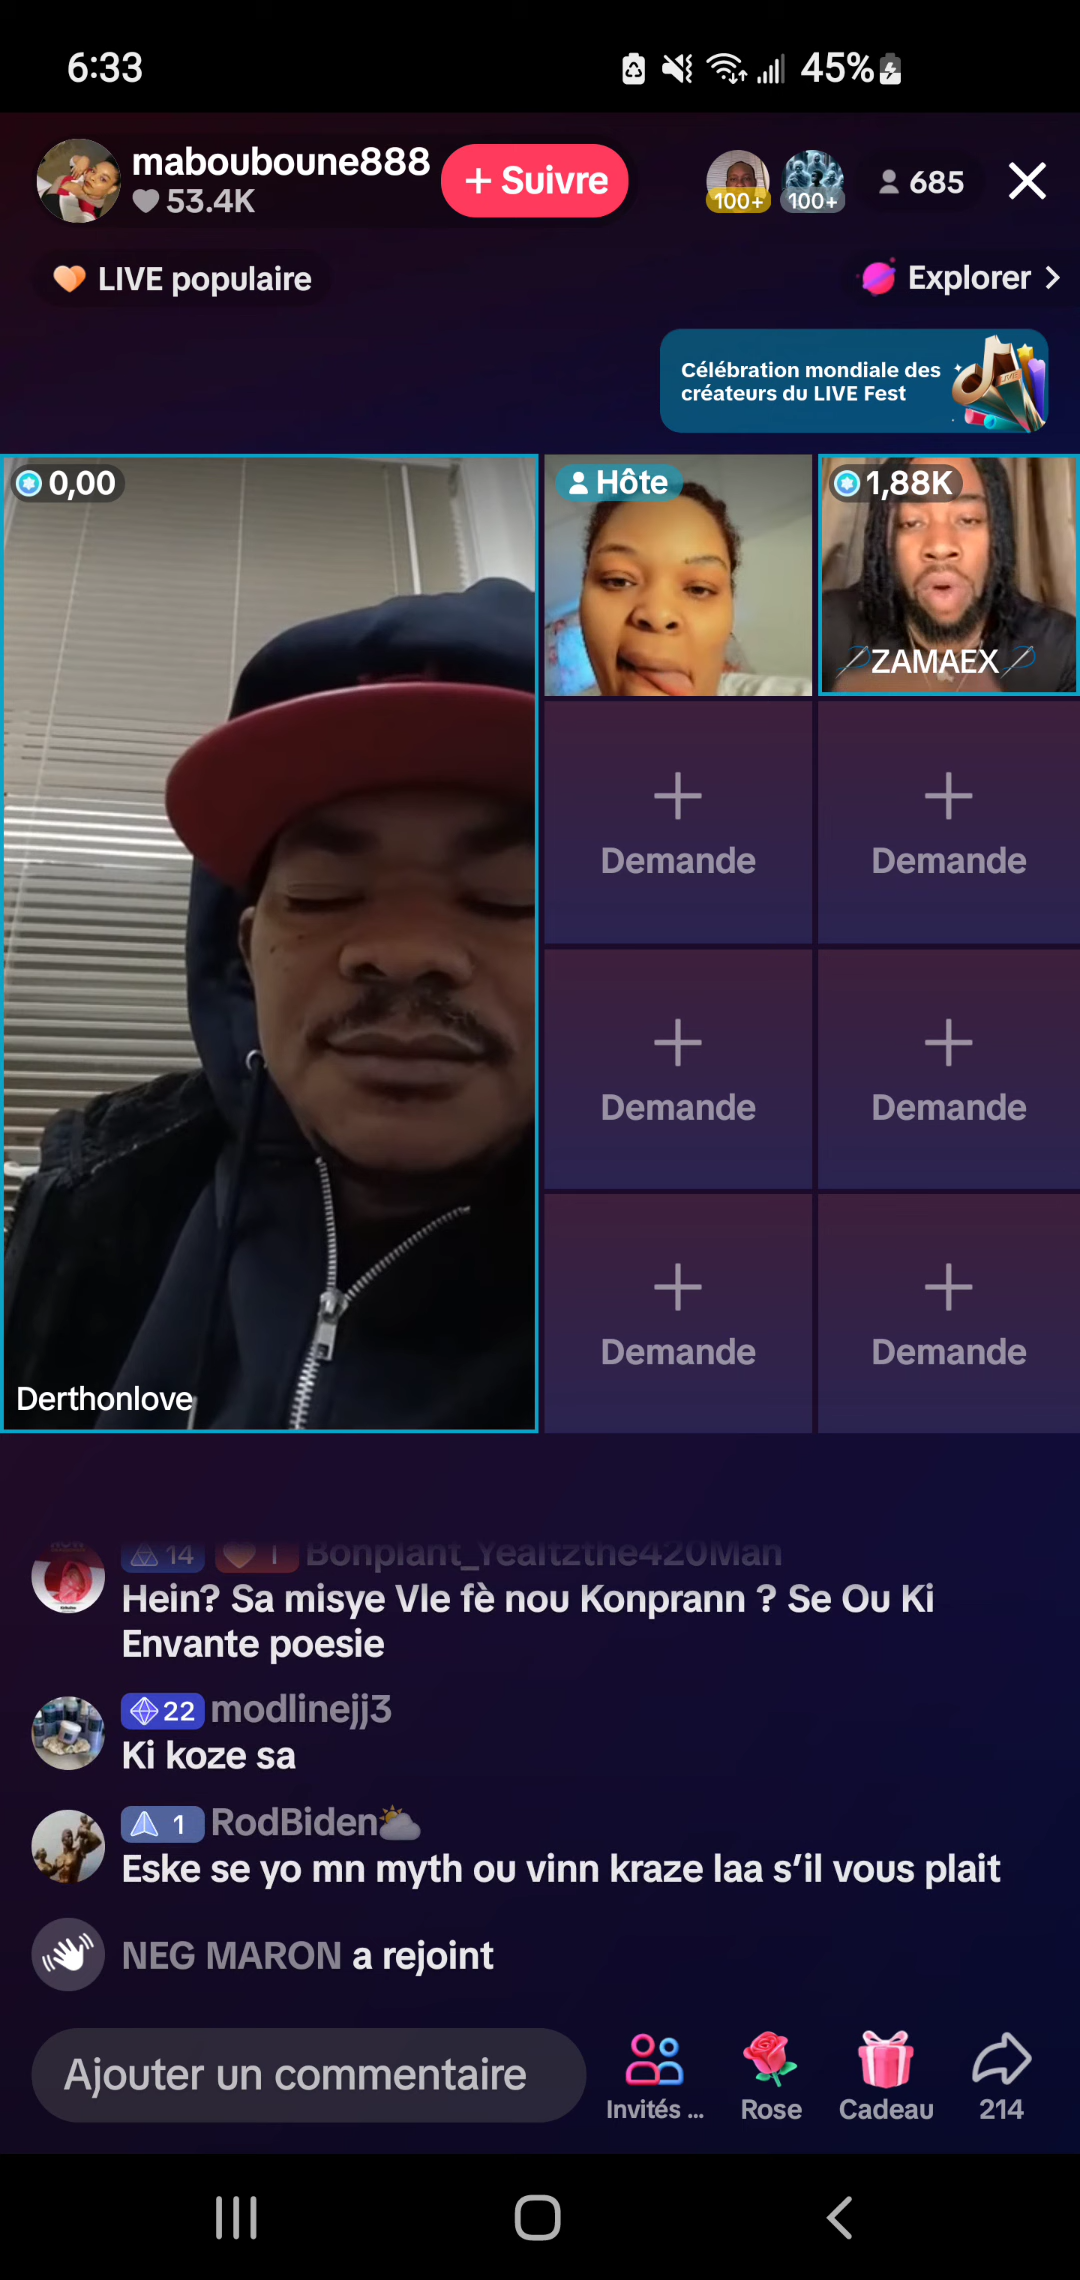 6:33
45%
mabouboune888
53.4K
+ Suivre
100+
100+
685
LIVE populaire
Explorer >
Célébration mondiale des
créateurs du LIVE Fest
0,00
Hôte
1,88K
ZAMAEX
Demande
Demande
Demande
Demande
Demande
Demande
Derthonlove
14
1
Bonplant_Yealtzthe420Man
Hein? Sa misye Vle fè nou Konprann ? Se Ou Ki
Envante poesie
22 modlinejj3
Ki koze sa
1 RodBiden
Eske se yo mn myth ou vinn kraze laa s’il vous plait
NEG MARON a rejoint
Ajouter un commentaire
Invités ...
Rose
Cadeau
214